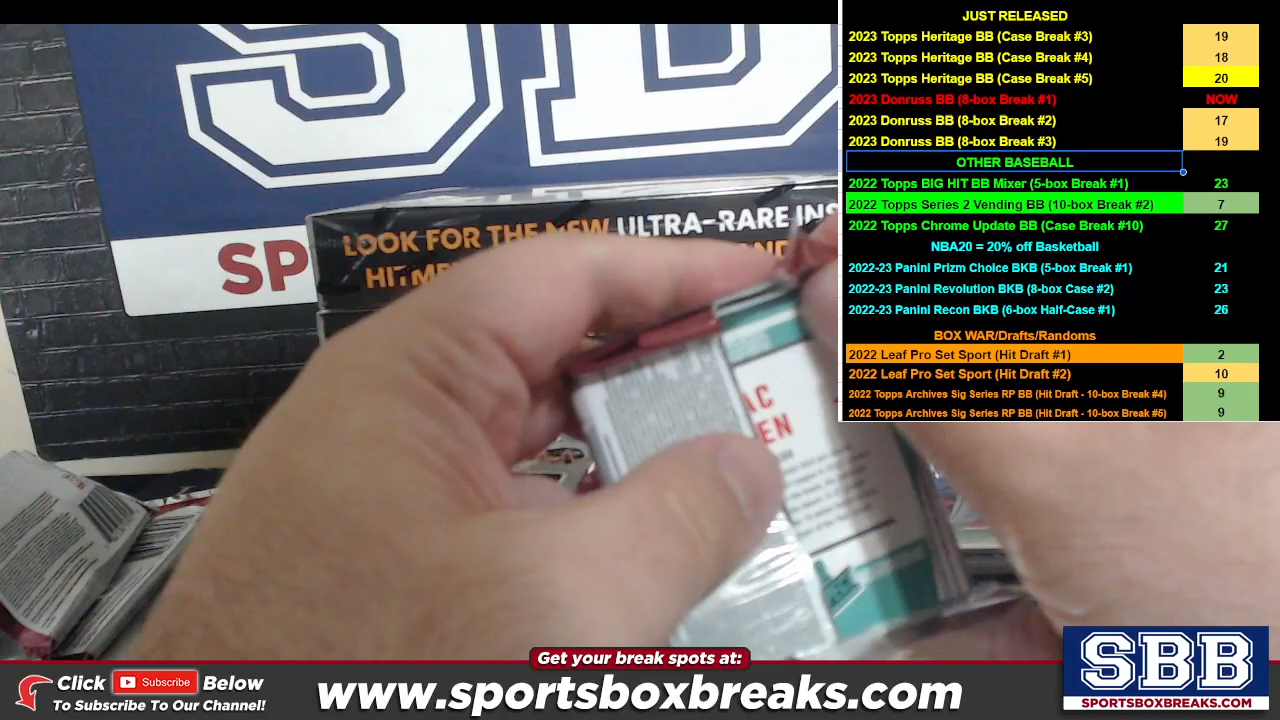 JUST RELEASED
2023 Topps Heritage BB (Case Break #3) 19
2023 Topps Heritage BB (Case Break #4) 18
2023 Topps Heritage BB (Case Break #5) 20
2023 Donruss BB (8-box Break #1) NOW
2023 Donruss BB (8-box Break #2) 17
2023 Donruss BB (8-box Break #3) 19
OTHER BASEBALL
2022 Topps BIG HIT BB Mixer (5-box Break #1) 23
2022 Topps Series 2 Vending BB (10-box Break #2) 7
2022 Topps Chrome Update BB (Case Break #10) 27
NBA20 = 20% off Basketball
2022-23 Panini Prizm Choice BKB (5-box Break #1) 21
2022-23 Panini Revolution BKB (8-box Case #2) 23
2022-23 Panini Recon BKB (6-box Half-Case #1) 26
BOX WAR/Drafts/Randoms
2022 Leaf Pro Set Sport (Hit Draft #1) 2
2022 Leaf Pro Set Sport (Hit Draft #2) 10
2022 Topps Archives Sig Series RP BB (Hit Draft - 10-box Break #4) 9
2022 Topps Archives Sig Series RP BB (Hit Draft - 10-box Break #5) 9
SB
SP
LOOK FOR THE NEW ULTRA-RARE INS
AC
EN
Get your break spots at:
Click Subscribe Below
To Subscribe To Our Channel!
www.sportsboxbreaks.com
SBB
SPORTSBOXBREAKS.COM